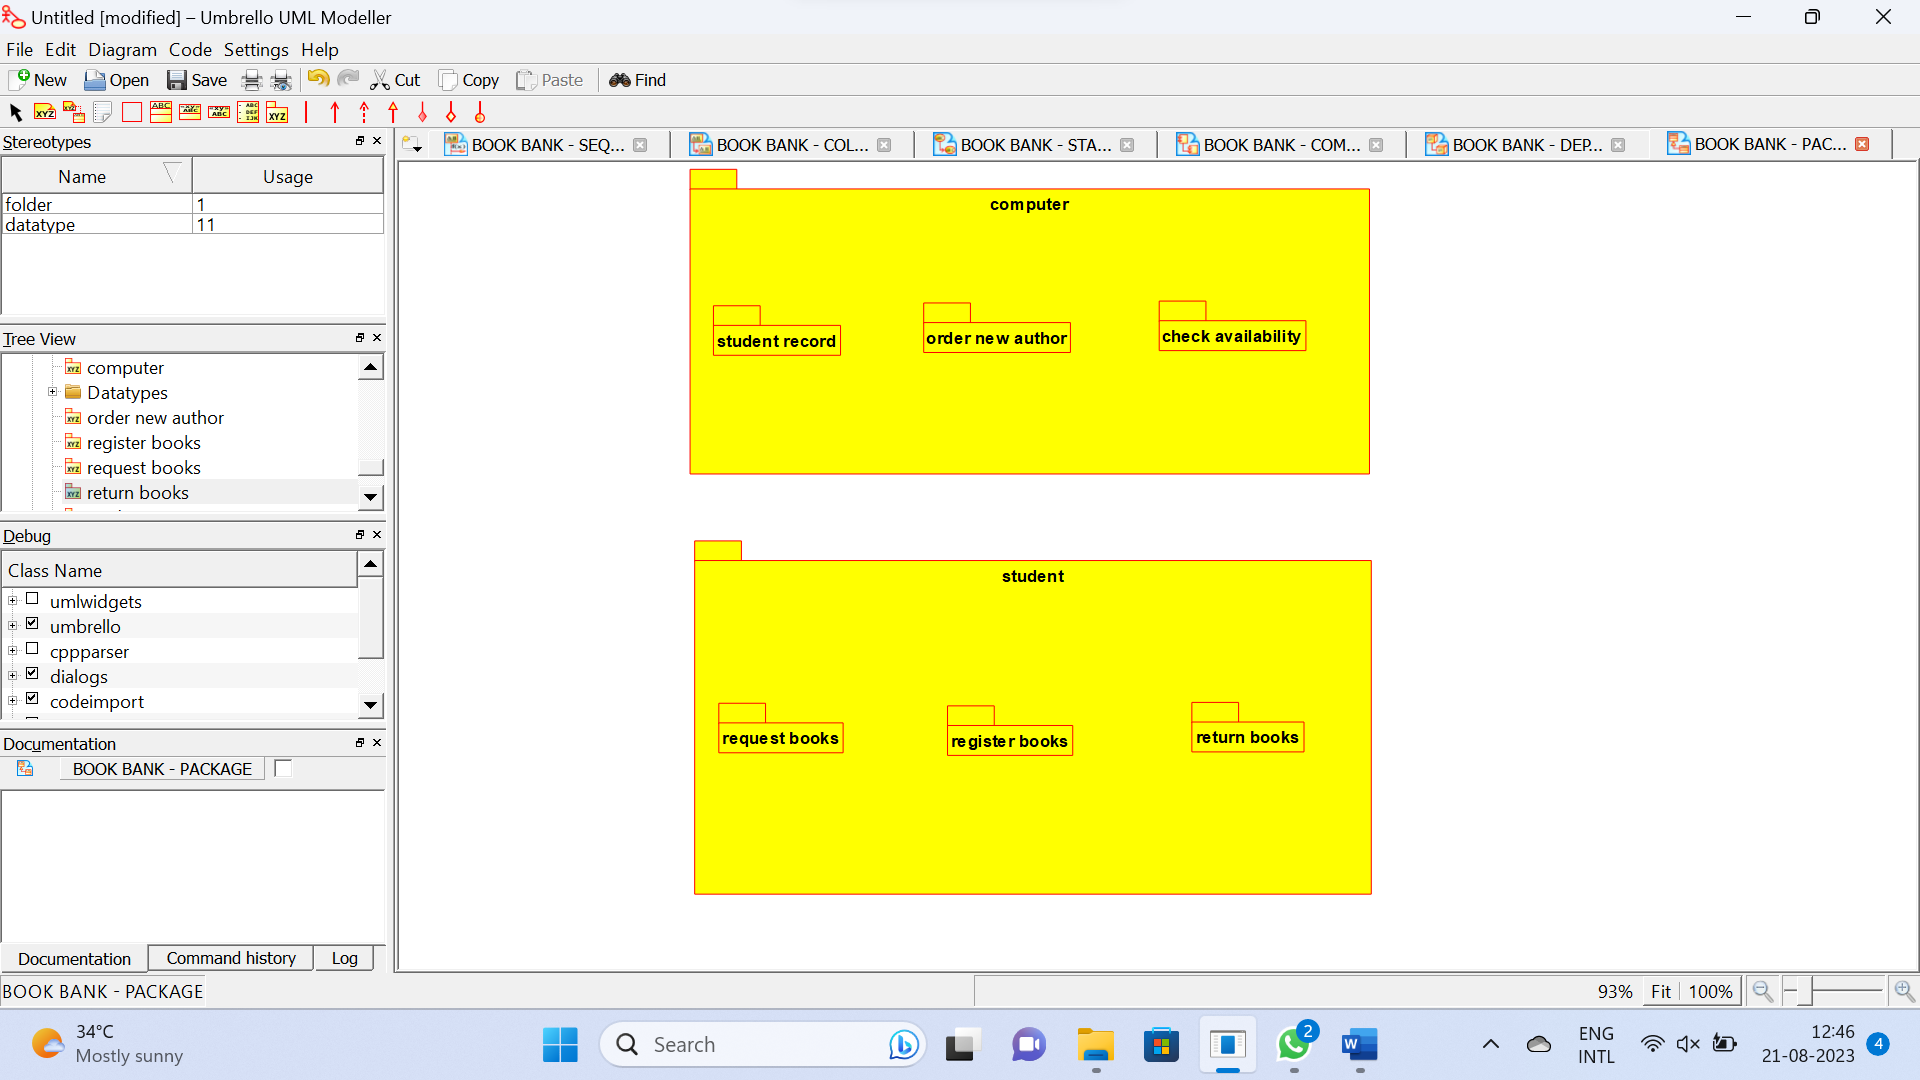 Untitled [modified] – Umbrello UML Modeller
File Edit Diagram Code Settings Help
New Open Save Cut Copy Paste Find
Stereotypes
Name Usage
folder 1
datatype 11
Tree View
computer
Datatypes
order new author
register books
request books
return books
Debug
Class Name
umlwidgets
umbrello
cppparser
dialogs
codeimport
Documentation
BOOK BANK - PACKAGE
Documentation Command history Log
BOOK BANK - SEQ... BOOK BANK - COL... BOOK BANK - STA... BOOK BANK - COM... BOOK BANK - DEP... BOOK BANK - PAC...
computer
student record order new author check availability
student
request books register books return books
BOOK BANK - PACKAGE 93% Fit 100%
34°C
Mostly sunny
Search
2
ENG
INTL
12:46
21-08-2023
4